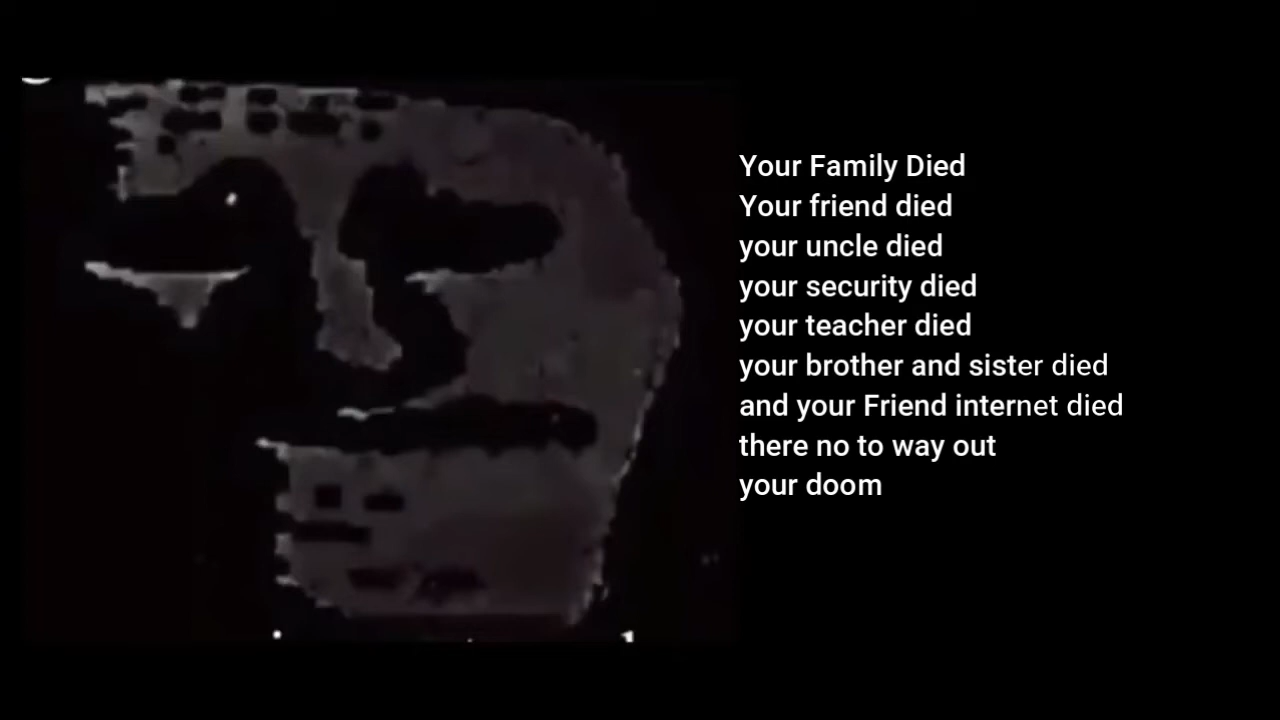 Your Family Died
Your friend died
your uncle died
your security died
your teacher died
your brother and sister died
and your Friend internet died
there no to way out
your doom